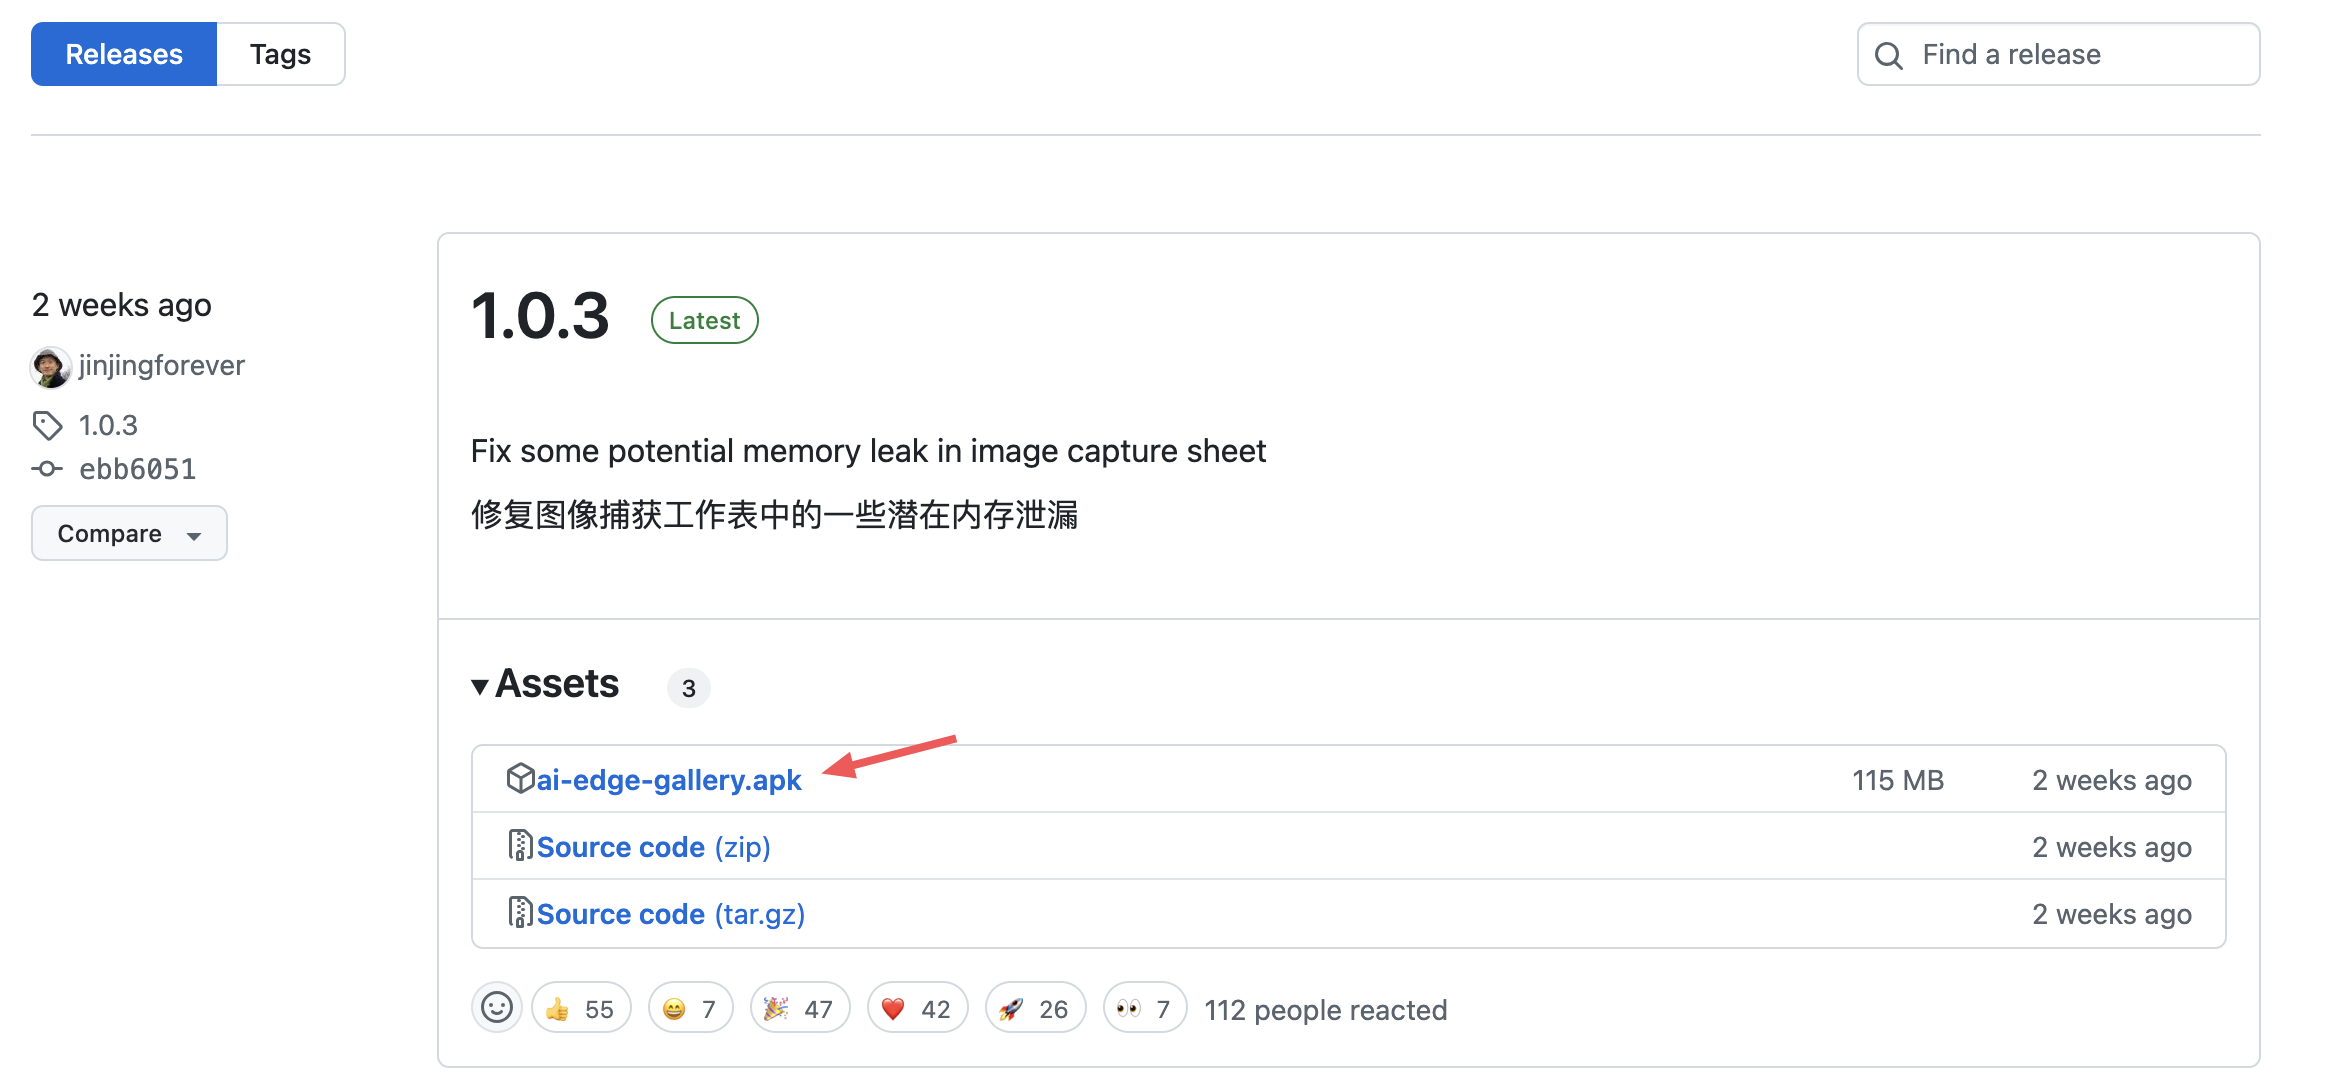 Releases
Tags
Find a release
2 weeks ago
jinjingforever
1.0.3
ebb6051
Compare
1.0.3
Latest
Fix some potential memory leak in image capture sheet
修复图像捕获工作表中的一些潜在内存泄漏
Assets 3
ai-edge-gallery.apk 115 MB 2 weeks ago
Source code (zip) 2 weeks ago
Source code (tar.gz) 2 weeks ago
👍 55 😄 7 🎉 47 ❤️ 42 🚀 26 👀 7 112 people reacted